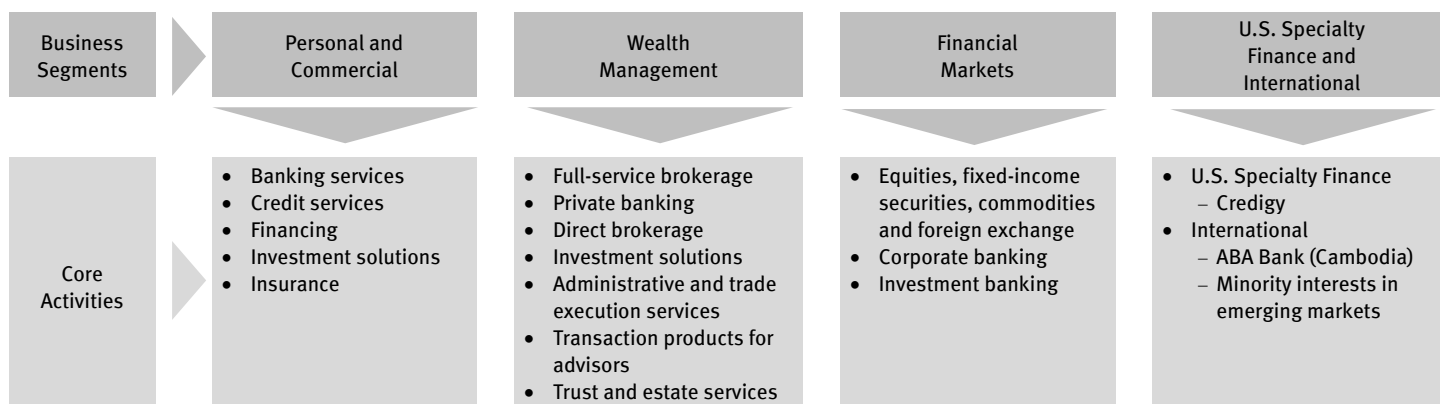 Business
Segments
Personal and
Commercial
Wealth
Management
Financial
Markets
U.S. Specialty
Finance and
International
Core
Activities
• Banking services
• Credit services
• Financing
• Investment solutions
• Insurance
• Full-service brokerage
• Private banking
• Direct brokerage
• Investment solutions
• Administrative and trade
execution services
• Transaction products for
advisors
• Trust and estate services
• Equities, fixed-income
securities, commodities
and foreign exchange
• Corporate banking
• Investment banking
• U.S. Specialty Finance
– Credigy
• International
– ABA Bank (Cambodia)
– Minority interests in
emerging markets